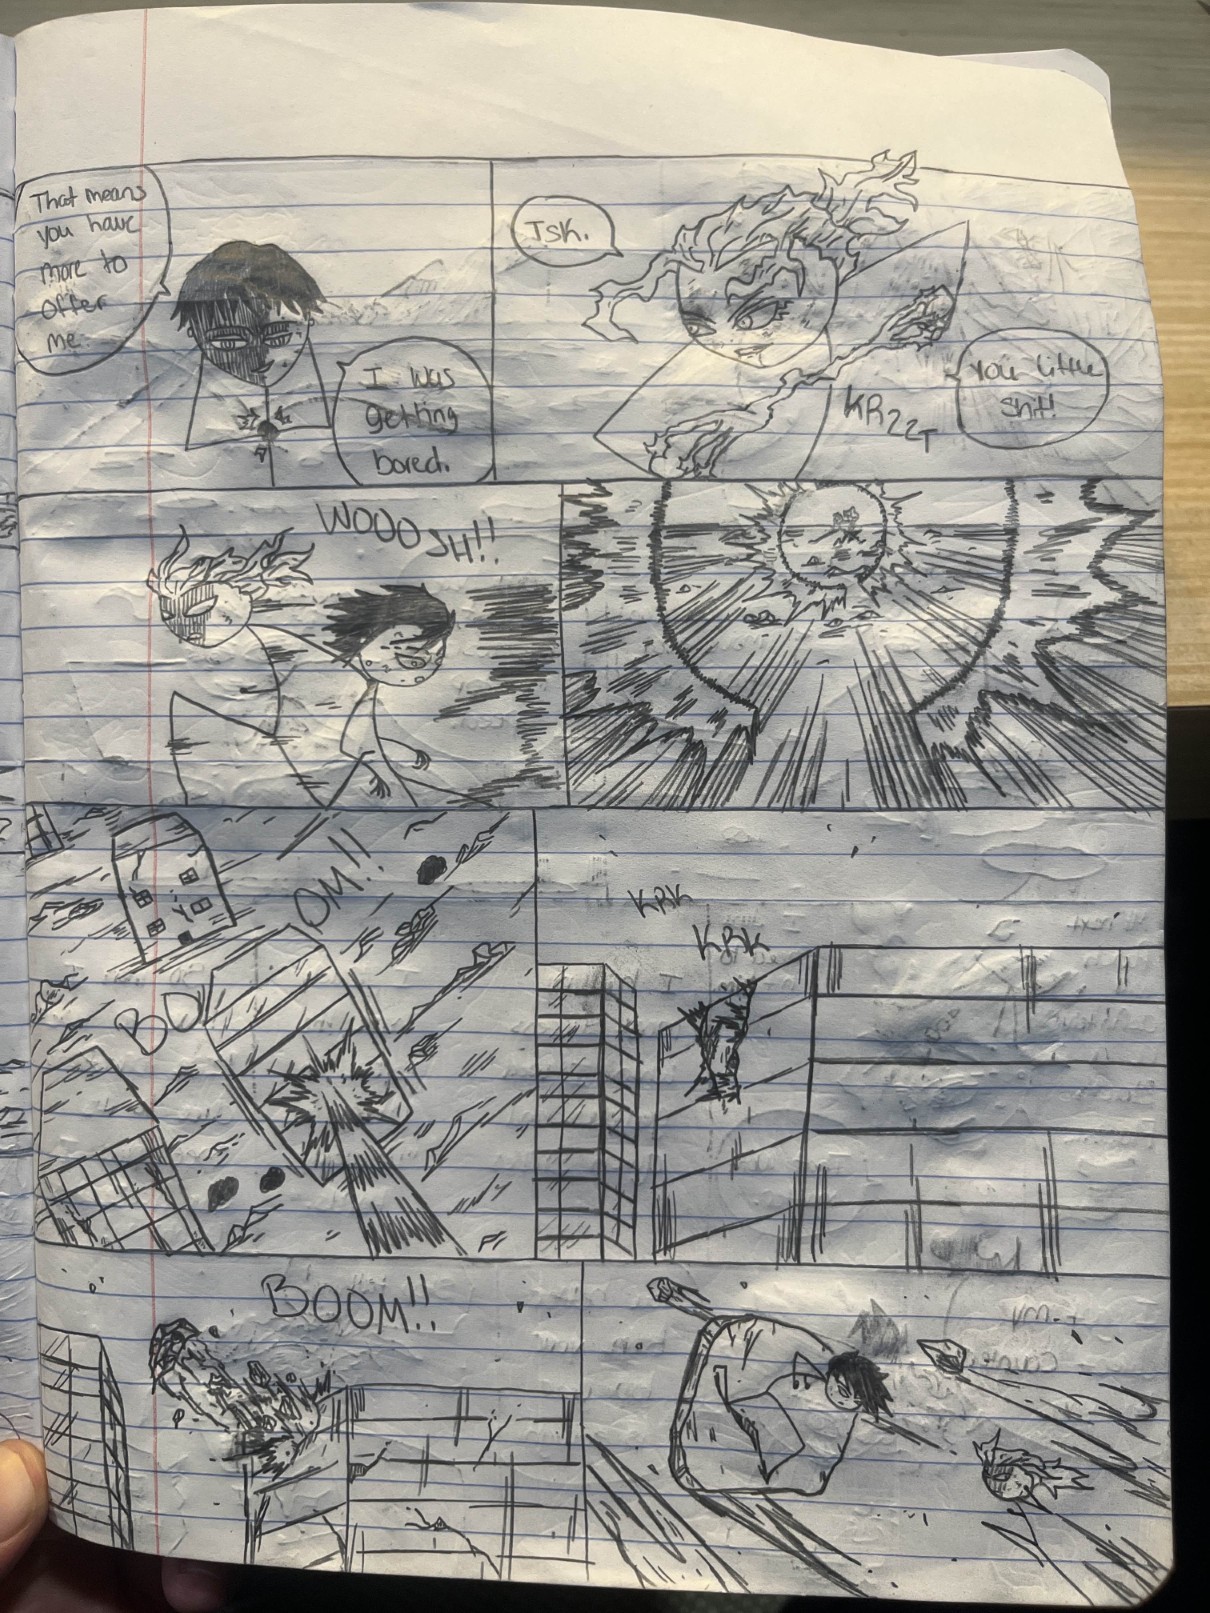 That means
you have
more to
offer
me.
I was
getting
bored.
Tsk.
You little
shit!
KRZZT
WOOOSH!!
BOOM!!
KRK
KRK
BOOM!!